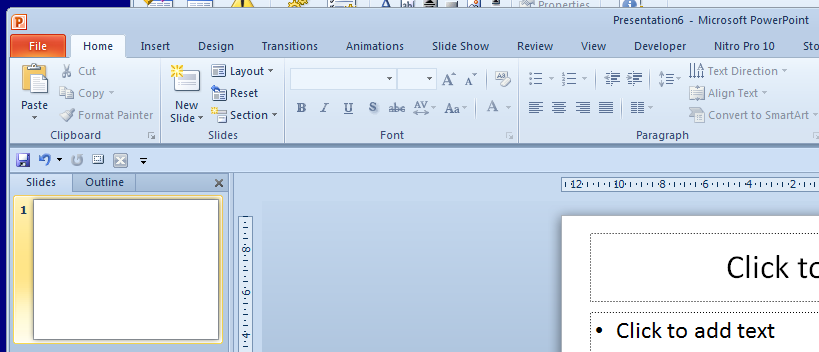 Properties
Presentation6 - Microsoft PowerPoint
File Home Insert Design Transitions Animations Slide Show Review View Developer Nitro Pro 10 Sto
Paste
Cut
Copy
Format Painter
Clipboard
New
Slide
Layout
Reset
Section
Slides
B I U S abc AV Aa A
Font
Text Direction
Align Text
Convert to SmartArt
Paragraph
Slides Outline
12 10 8 6 4 2
1
8
6
4
Click to
• Click to add text